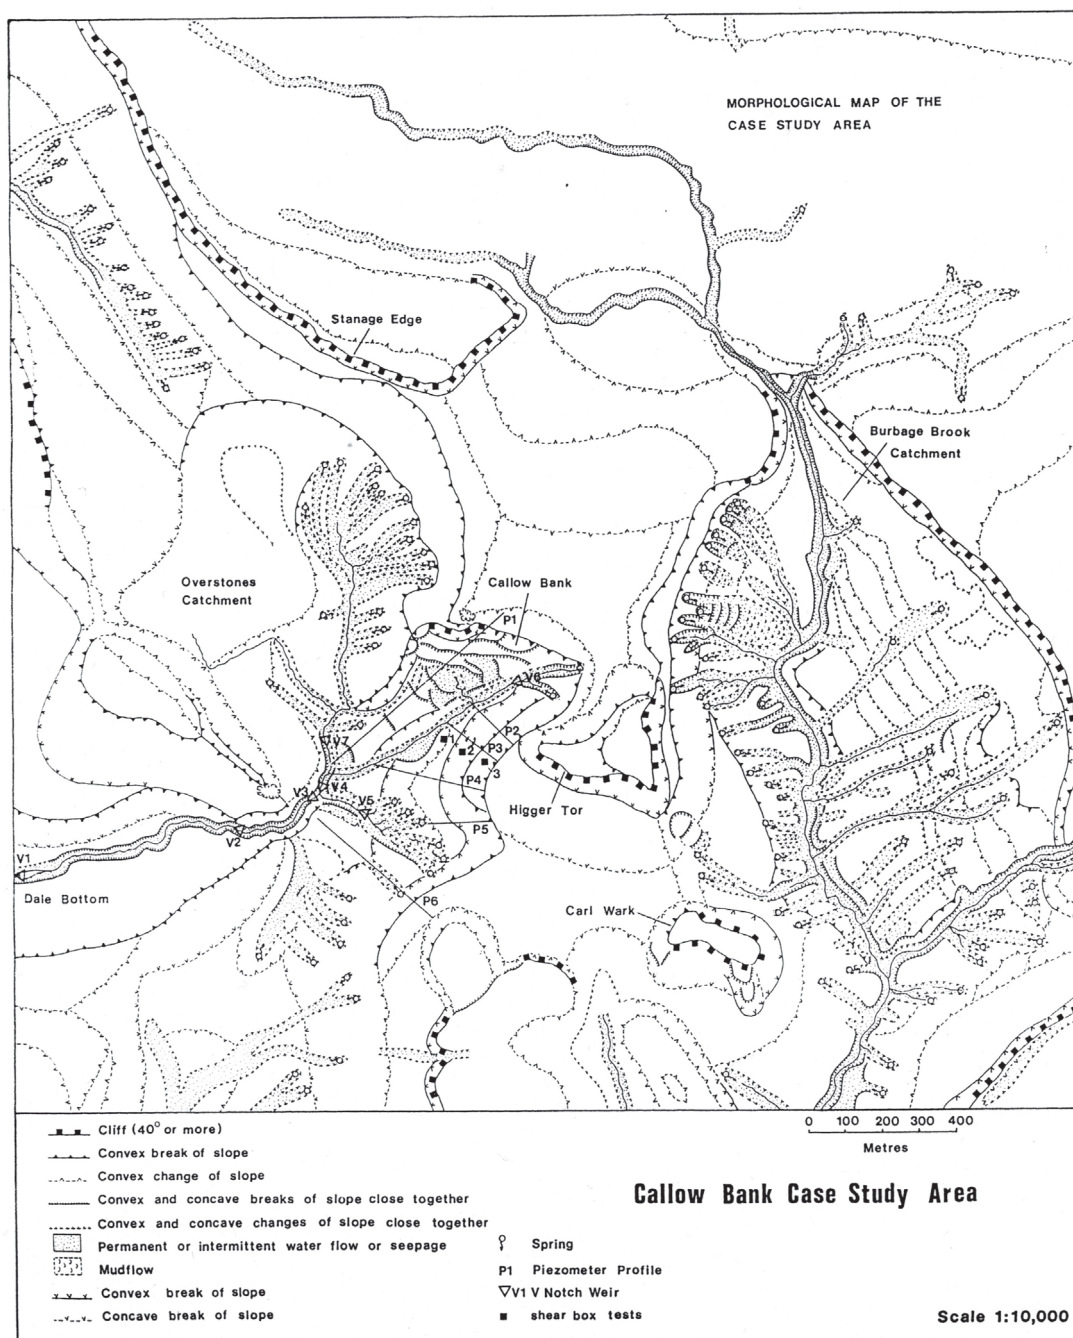 MORPHOLOGICAL MAP OF THE
CASE STUDY AREA
Stanage Edge
Burbage Brook
Catchment
Overstones
Catchment
Callow Bank
P1
V6
P2
1
2
P3
3
P4
V7
V4
V3
V5
P5
Higger Tor
V2
V1
Dale Bottom
P6
Carl Wark
Cliff (40° or more)
Convex break of slope
Convex change of slope
Convex and concave breaks of slope close together
Convex and concave changes of slope close together
Permanent or intermittent water flow or seepage
Mudflow
Convex break of slope
Concave break of slope
0 100 200 300 400
Metres
Callow Bank Case Study Area
Spring
P1 Piezometer Profile
V1 V Notch Weir
shear box tests
Scale 1:10,000